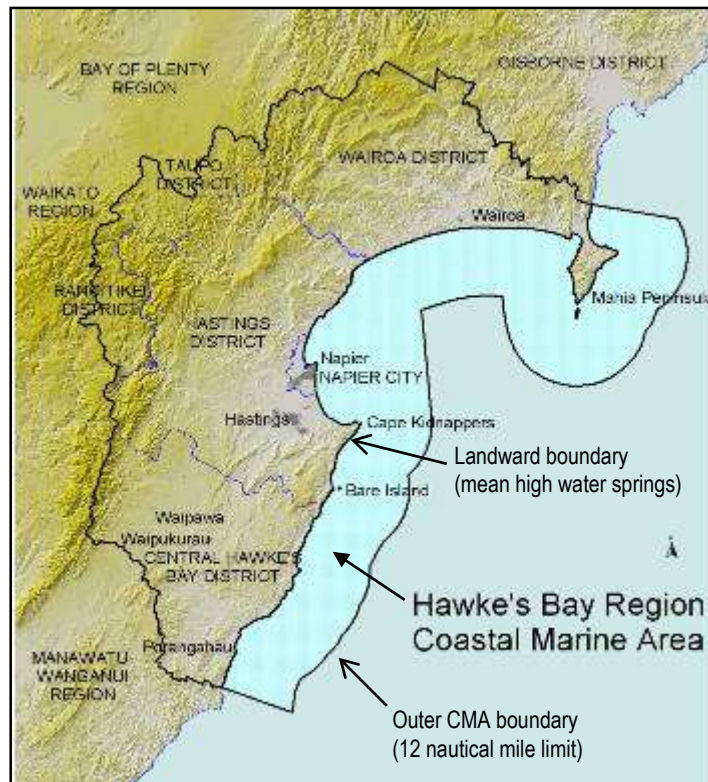 GISBORNE DISTRICT
BAY OF PLENTY
REGION
WAIROA DISTRICT
TAUPO
DISTRICT
WAIKATO
REGION
Wairoa
RANGITIKEI
DISTRICT
Mahia Peninsula
HASTINGS
DISTRICT
Napier
NAPIER CITY
Hastings
Cape Kidnappers
Landward boundary
(mean high water springs)
Bare Island
Waipawa
Waipukurau
CENTRAL HAWKE'S
BAY DISTRICT
Hawke's Bay Region
Coastal Marine Area
Porangahau
MANAWATU-
WANGANUI
REGION
Outer CMA boundary
(12 nautical mile limit)